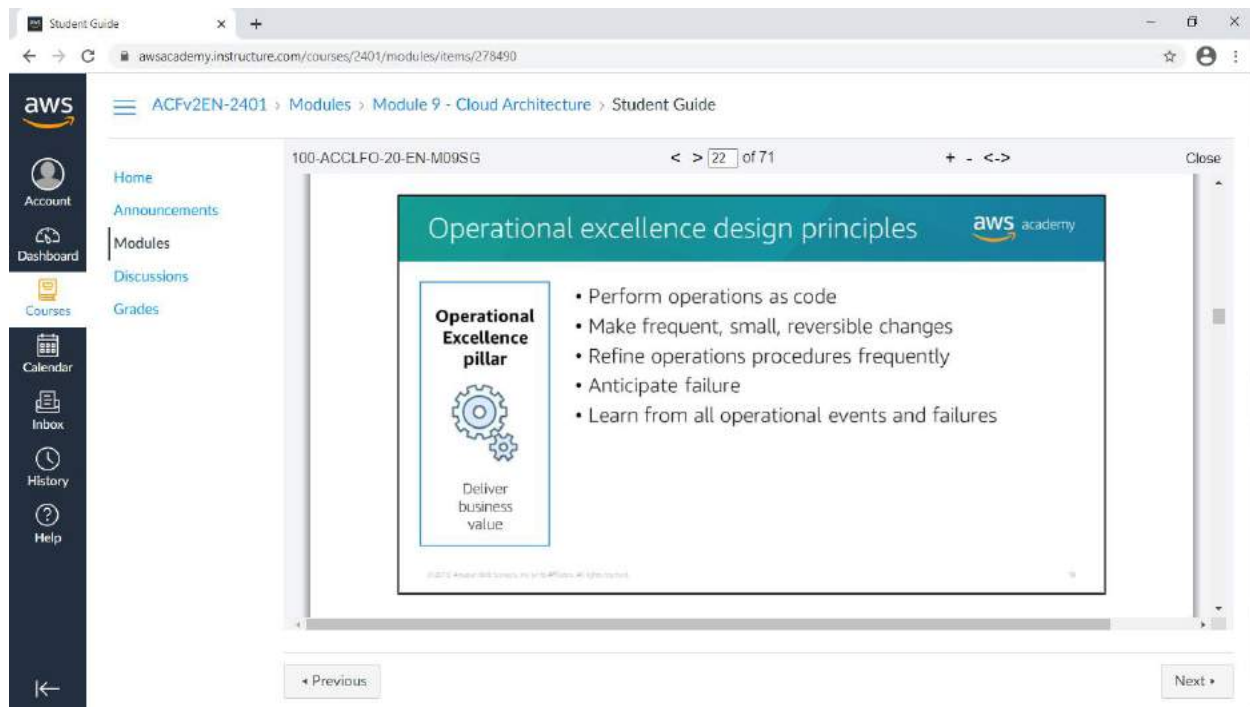 Student Guide
awsacademy.instructure.com/courses/2401/modules/items/278490
aws
ACFv2EN-2401 > Modules > Module 9 - Cloud Architecture > Student Guide
Account
Dashboard
Courses
Calendar
Inbox
History
Help
Home
Announcements
Modules
Discussions
Grades
100-ACCLFO-20-EN-M09SG
< > 22 of 71
+ - <->
Close
Operational excellence design principles
aws academy
Operational
Excellence
pillar
Deliver
business
value
• Perform operations as code
• Make frequent, small, reversible changes
• Refine operations procedures frequently
• Anticipate failure
• Learn from all operational events and failures
Previous
Next